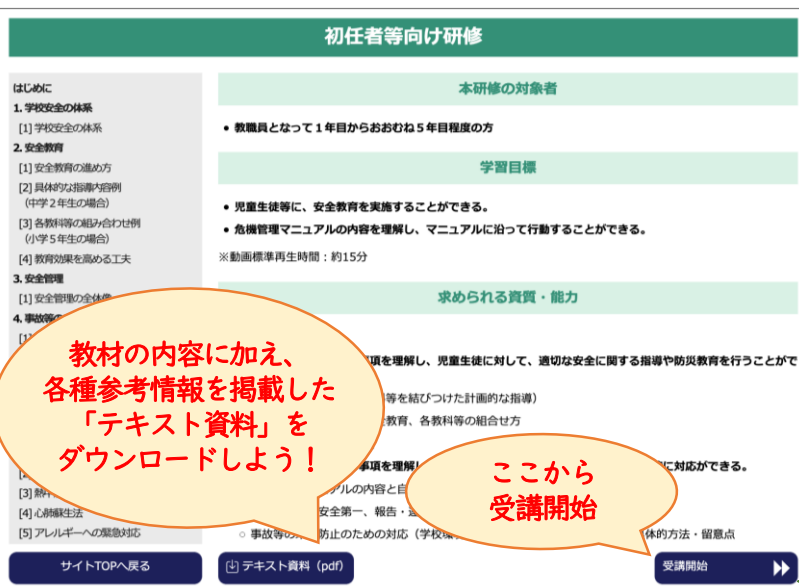 初任者等向け研修
はじめに
1. 学校安全の体系
[1] 学校安全の体系
2. 安全教育
[1] 安全教育の進め方
[2] 具体的な指導内容例
（中学２年生の場合）
[3] 各教科等の組み合わせ例
（小学５年生の場合）
[4] 教育効果を高める工夫
3. 安全管理
[1] 安全管理の全体像
4. 事故等の
[4] 心肺蘇生法
[5] アレルギーへの緊急対応
サイトTOPへ戻る
本研修の対象者
• 教職員となって１年目からおおむね５年目程度の方
学習目標
• 児童生徒等に、安全教育を実施することができる。
• 危機管理マニュアルの内容を理解し、マニュアルに沿って行動することができる。
※動画標準再生時間：約15分
求められる資質・能力
事項を理解し、児童生徒に対して、適切な安全に関する指導や防災教育を行うことがで
等を結びつけた計画的な指導）
教育、各教科等の組合せ方
事項を理解し
に対応ができる。
アルの内容と
安全第一、報告・
○ 事故等の
防止のための対応（学校
体的方法・留意点
教材の内容に加え、
各種参考情報を掲載した
「テキスト資料」を
ダウンロードしよう！
ここから
受講開始
テキスト資料（pdf）
受講開始